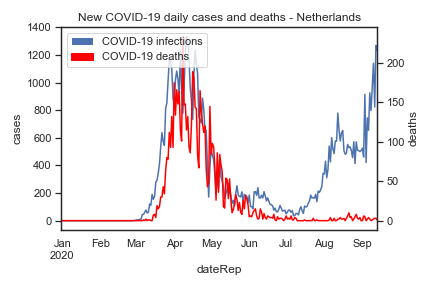 New COVID-19 daily cases and deaths - Netherlands
COVID-19 infections
COVID-19 deaths
1400
1200
1000
800
600
400
200
0
cases
200
150
100
50
0
deaths
Jan Feb Mar Apr May Jun Jul Aug Sep
2020
dateRep